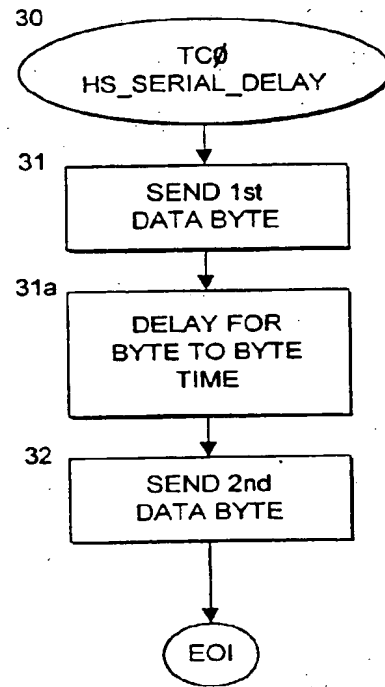 30
TCØ
HS_SERIAL_DELAY
31
SEND 1st
DATA BYTE
31a
DELAY FOR
BYTE TO BYTE
TIME
32
SEND 2nd
DATA BYTE
EOI